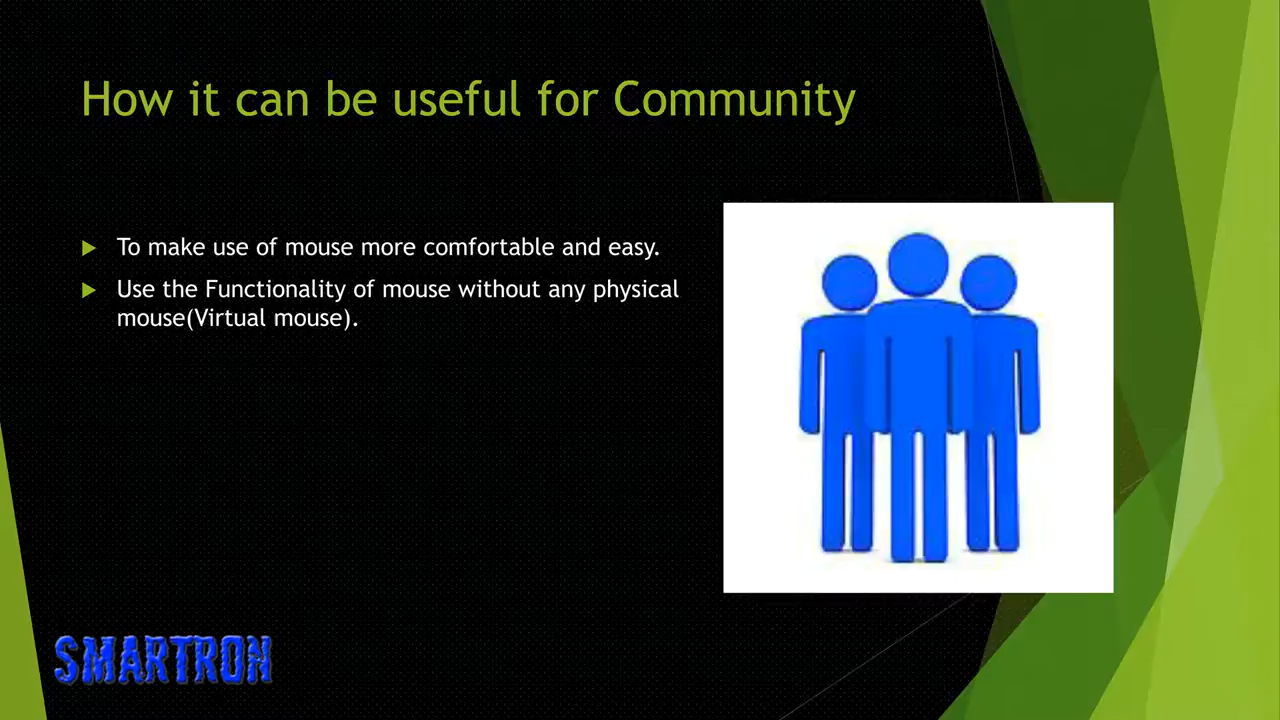 How it can be useful for Community
To make use of mouse more comfortable and easy.
Use the Functionality of mouse without any physical
mouse(Virtual mouse).
SMARTRON